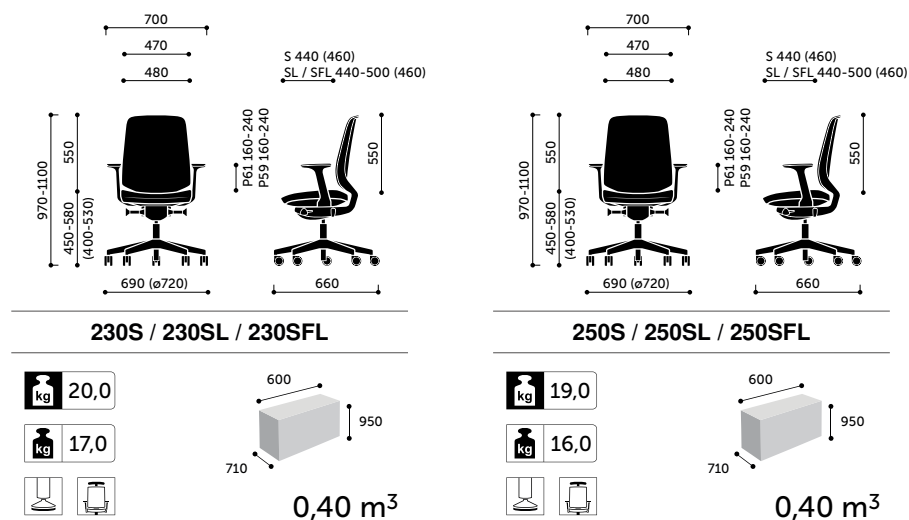 700
470
480
S 440 (460)
SL / SFL 440-500 (460)
970-1100
550
450-580
(400-530)
P61 160-240
P59 160-240
550
690 (ø720)
660
230S / 230SL / 230SFL
kg 20,0
kg 17,0
600
950
710
0,40 m³
700
470
480
S 440 (460)
SL / SFL 440-500 (460)
970-1100
550
450-580
(400-530)
P61 160-240
P59 160-240
550
690 (ø720)
660
250S / 250SL / 250SFL
kg 19,0
kg 16,0
600
950
710
0,40 m³